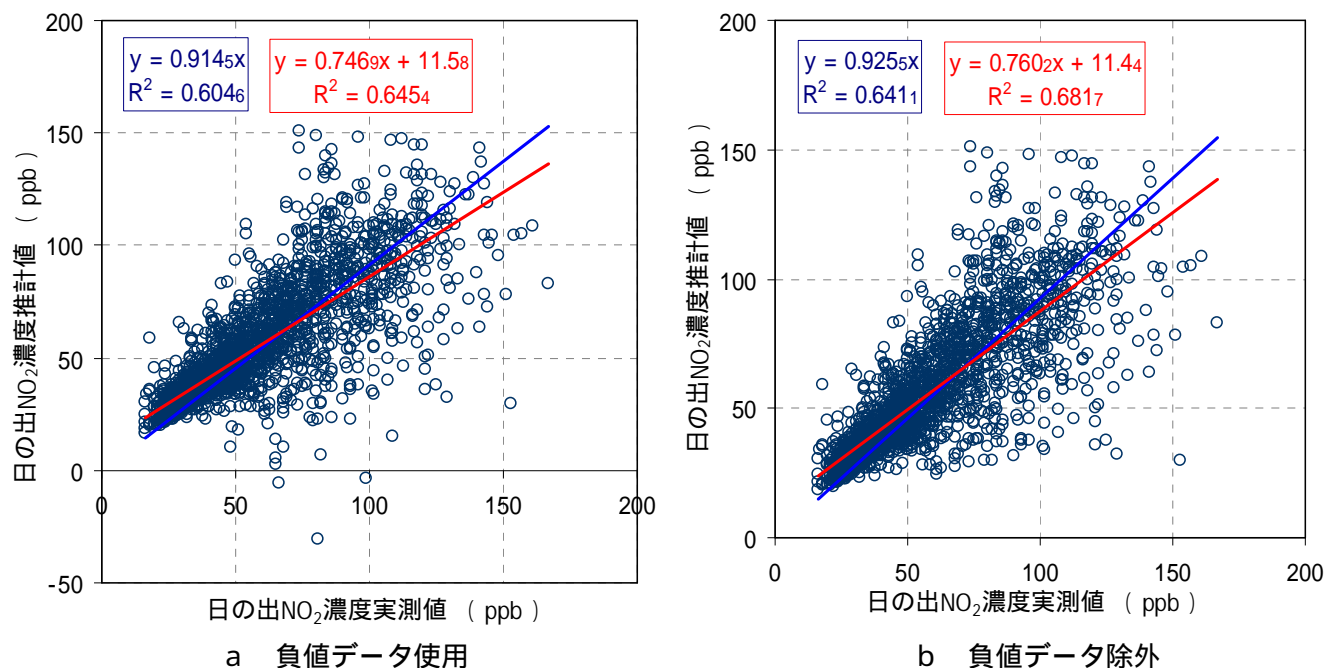 200
150
100
50
0
-50
0
50
100
150
200
y = 0.9145x
R2 = 0.6046
y = 0.7469x + 11.58
R2 = 0.6454
日の出NO2濃度推計値 ( ppb )
日の出NO2濃度実測値 ( ppb )
a 負値データ使用
200
150
100
50
0
0
50
100
150
200
y = 0.9255x
R2 = 0.6411
y = 0.7602x + 11.44
R2 = 0.6817
日の出NO2濃度推計値 ( ppb )
日の出NO2濃度実測値 ( ppb )
b 負値データ除外